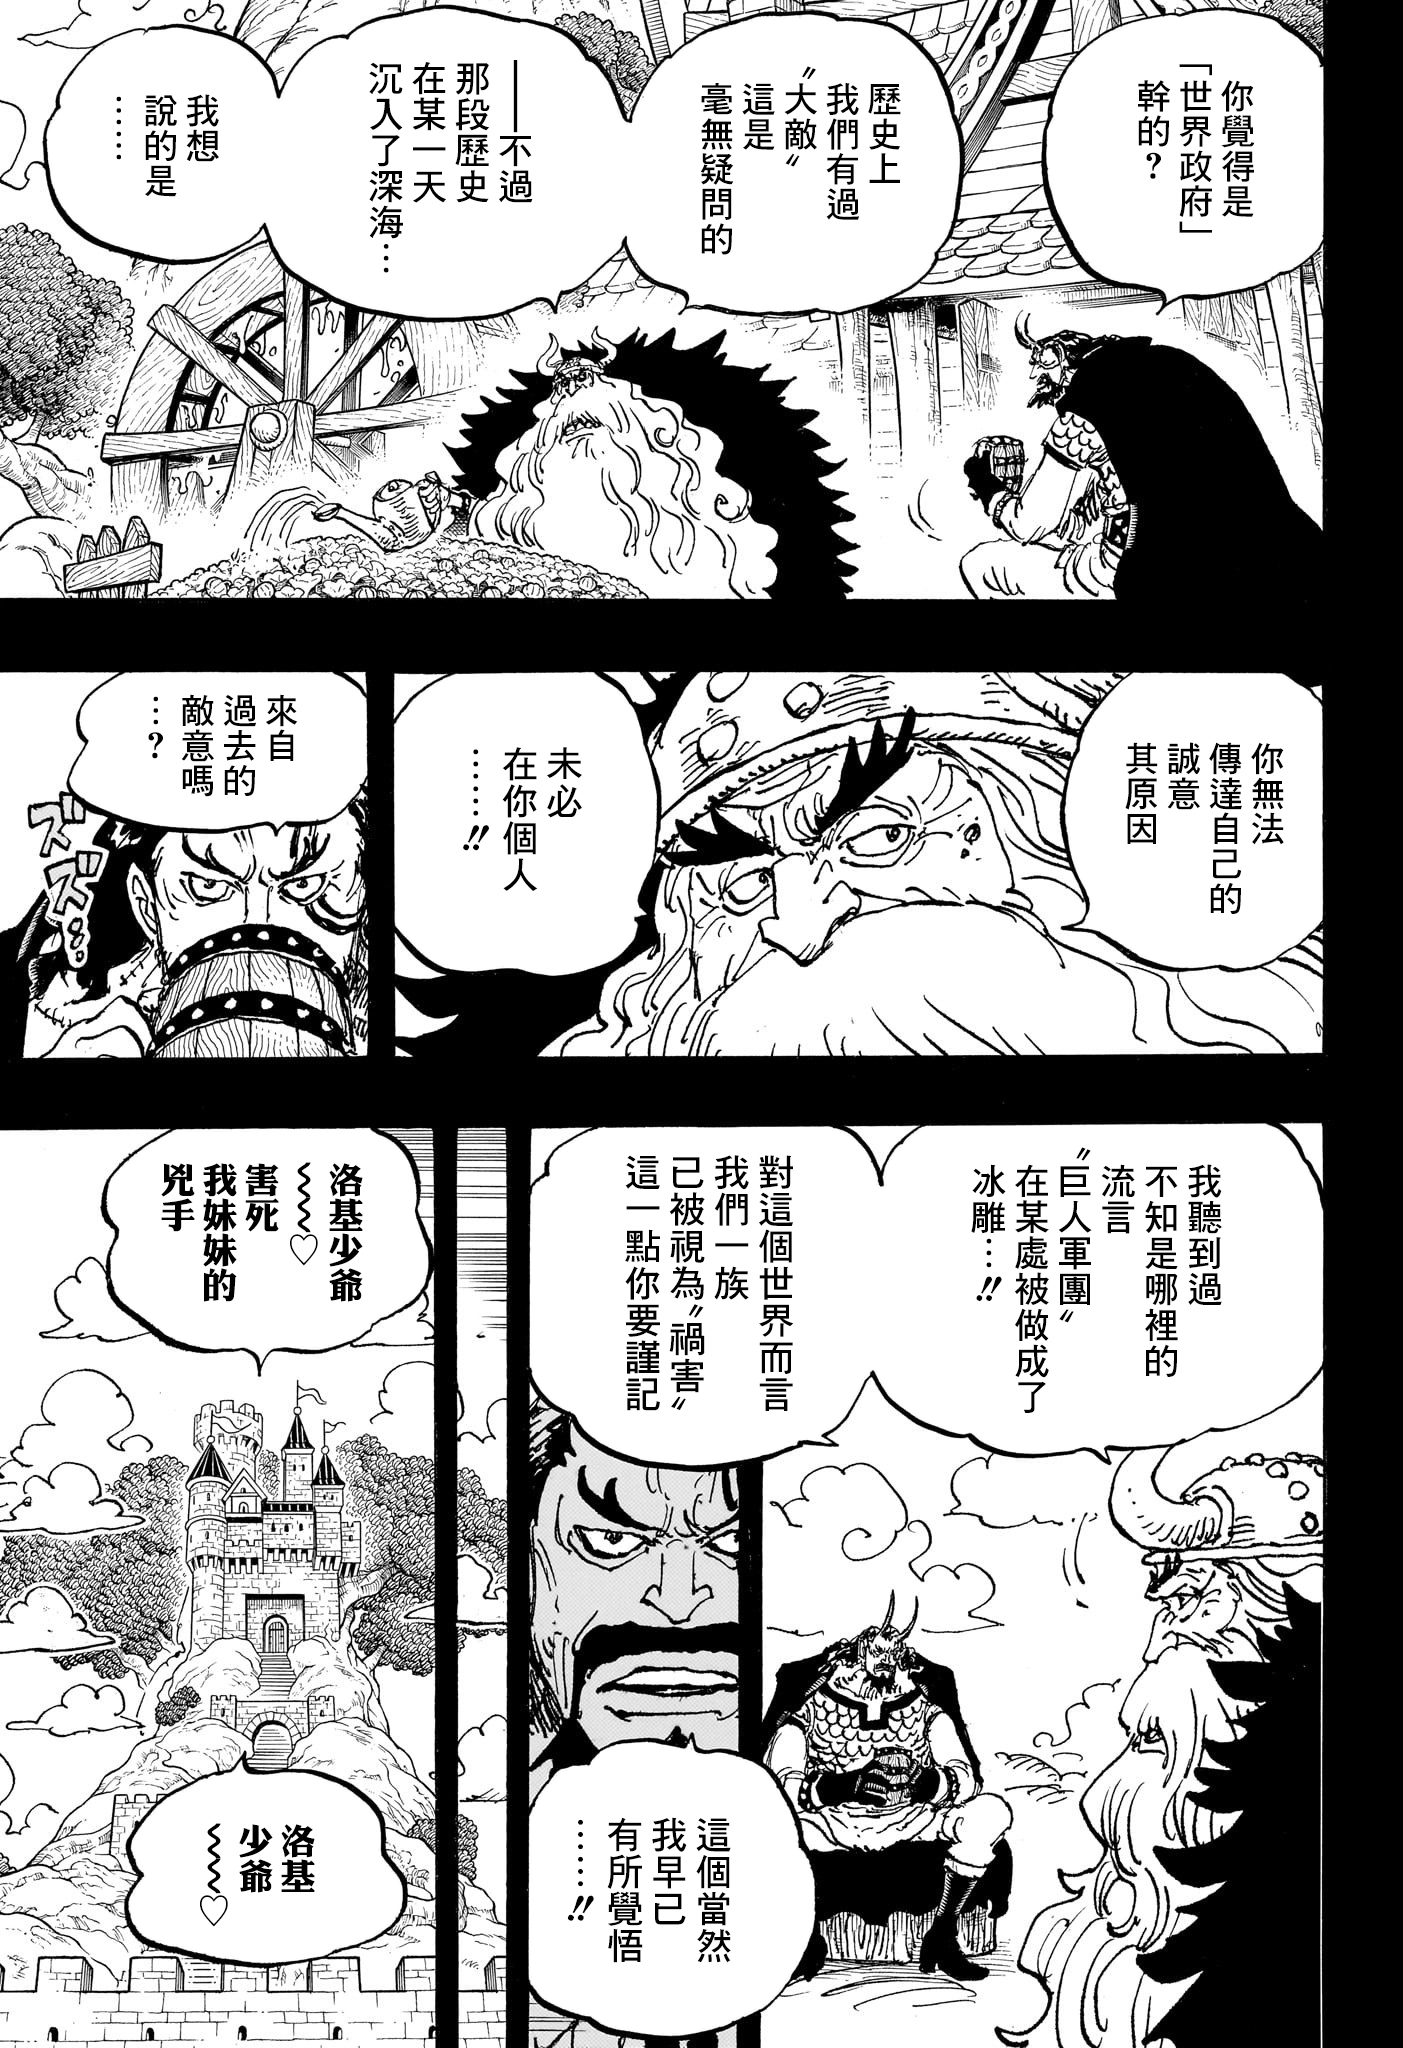 你覺得是
「世界政府」
幹的？
歷史上
我們有過
〝大敵〞
這是
毫無疑問的
──不過
那段歷史
在某一天
沉入了深海…
我想
說的是
……
你無法
傳達自己的
誠意
其原因
未必
在你個人
……!!
來自
過去的
敵意嗎
…？
ズズズ…
我聽到過
不知是哪裡的
流言
〝巨人軍團〞
在某處被做成了
冰雕…!!
對這個世界而言
我們一族
已被視為〝禍害〞
這一點你要謹記
這個當然
我早已
有所覺悟
……!!
洛基少爺
～～♡
害死
我妹妹的
兇手
洛基
少爺
～～♡